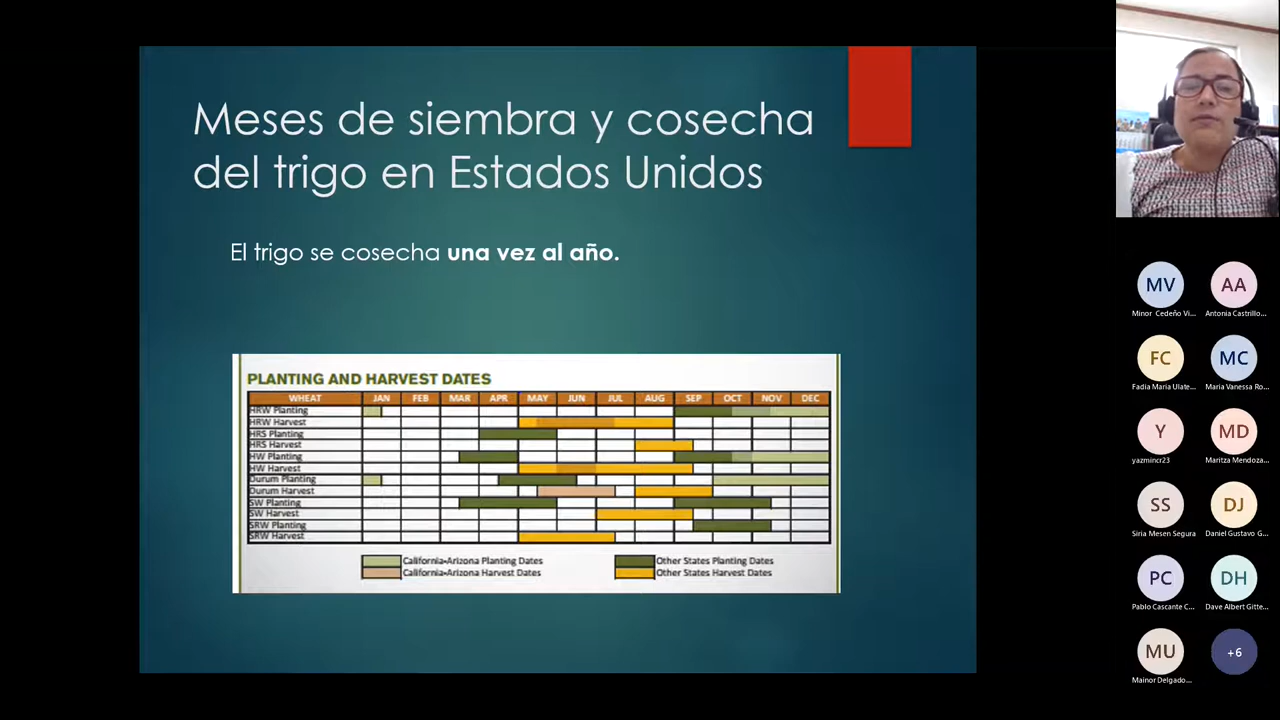 Meses de siembra y cosecha
del trigo en Estados Unidos
El trigo se cosecha una vez al año.
PLANTING AND HARVEST DATES
WHEAT JAN FEB MAR APR MAY JUN JUL AUG SEP OCT NOV DEC
HRW Planting
HRW Harvest
HRS Planting
HRS Harvest
HW Planting
HW Harvest
Durum Planting
Durum Harvest
SW Planting
SW Harvest
SRW Planting
SRW Harvest
California-Arizona Planting Dates Other States Planting Dates
California-Arizona Harvest Dates Other States Harvest Dates
MV AA
Minor Cedeño Vi... Antonia Castrillo...
FC MC
Fadia Maria Ulate... Maria Vanessa Ro...
Y MD
yazmincr23 Maritza Mendoza...
SS DJ
Siria Mesen Segura Daniel Gustavo G...
PC DH
Pablo Cascante C... Dave Albert Gitte...
MU +6
Mainor Delgado...